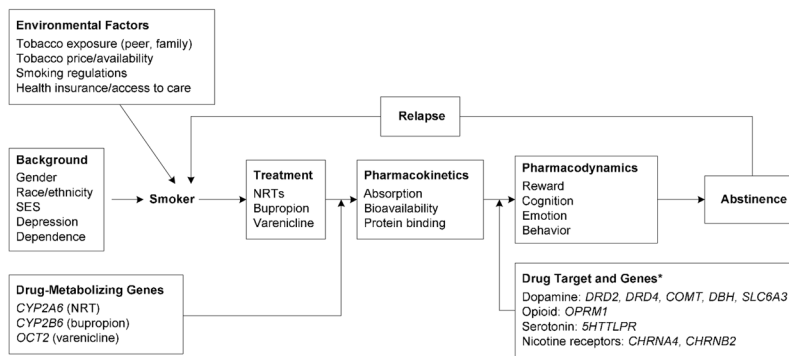 Environmental Factors
Tobacco exposure (peer, family)
Tobacco price/availability
Smoking regulations
Health insurance/access to care
Relapse
Background
Gender
Race/ethnicity
SES
Depression
Dependence
Smoker
Treatment
NRTs
Bupropion
Varenicline
Pharmacokinetics
Absorption
Bioavailability
Protein binding
Pharmacodynamics
Reward
Cognition
Emotion
Behavior
Abstinence
Drug-Metabolizing Genes
CYP2A6 (NRT)
CYP2B6 (bupropion)
OCT2 (varenicline)
Drug Target and Genes*
Dopamine: DRD2, DRD4, COMT, DBH, SLC6A3
Opioid: OPRM1
Serotonin: 5HTTLPR
Nicotine receptors: CHRNA4, CHRNB2